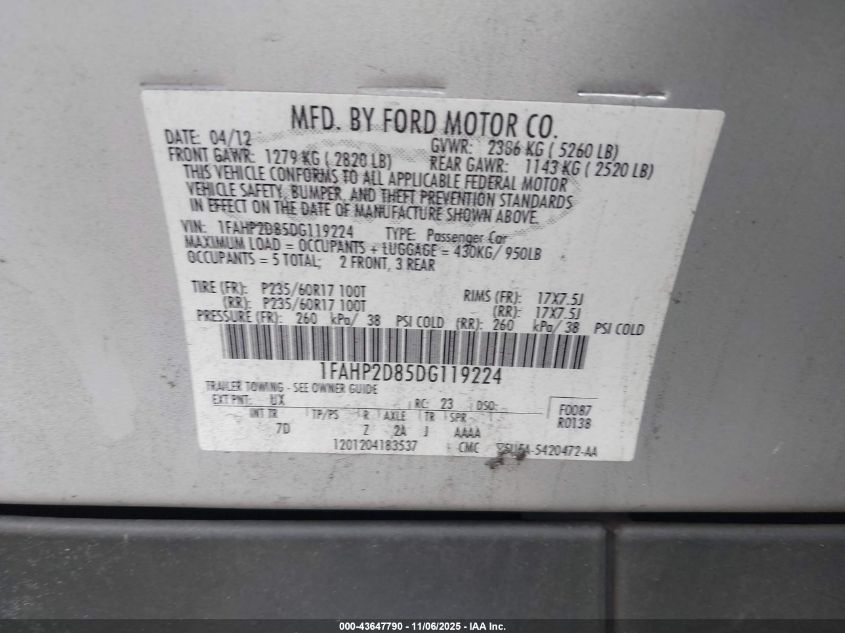 MFD. BY FORD MOTOR CO.
DATE: 04/12 GVWR: 2386 KG ( 5260 LB)
FRONT GAWR: 1279 KG ( 2820 LB) REAR GAWR: 1143 KG ( 2520 LB)
THIS VEHICLE CONFORMS TO ALL APPLICABLE FEDERAL MOTOR
VEHICLE SAFETY, BUMPER, AND THEFT PREVENTION STANDARDS
IN EFFECT ON THE DATE OF MANUFACTURE SHOWN ABOVE.
VIN: 1FAHP2D85DG119224 TYPE: Passenger Car
MAXIMUM LOAD = OCCUPANTS + LUGGAGE = 430KG/ 950LB
OCCUPANTS = 5 TOTAL; 2 FRONT, 3 REAR
TIRE (FR): P235/60R17 100T RIMS (FR): 17X7.5J
(RR): P235/60R17 100T (RR): 17X7.5J
PRESSURE (FR): 260 kPa/ 38 PSI COLD (RR): 260 kPa/ 38 PSI COLD
1FAHP2D85DG119224
TRAILER TOWING - SEE OWNER GUIDE
EXT PNT: UX RC: 23 DSO: F0087
INT TR TP/PS R AXLE TR SPR R0138
7D Z 2A J AAAA
1201204183537 CMC 5U5A-5420472-AA
000-43647790 - 11/06/2025 - IAA Inc.